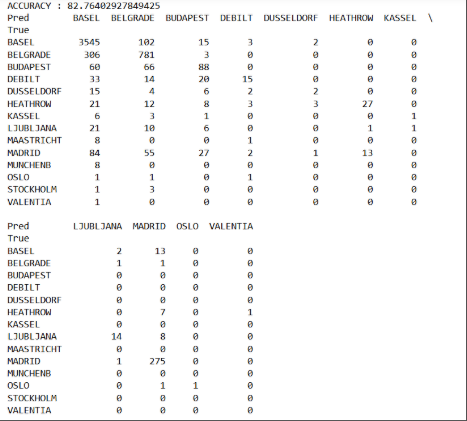 ACCURACY : 82.76402927849425
Pred BASEL BELGRADE BUDAPEST DEBILT DUSSELDORF HEATHROW KASSEL \
True
BASEL 3545 102 15 3 2 0 0
BELGRADE 306 781 3 0 0 0 0
BUDAPEST 60 66 88 0 0 0 0
DEBILT 33 14 20 15 0 0 0
DUSSELDORF 15 4 6 2 2 0 0
HEATHROW 21 12 8 3 3 27 0
KASSEL 6 3 1 0 0 0 1
LJUBLJANA 21 10 6 0 0 1 1
MAASTRICHT 8 0 0 1 0 0 0
MADRID 84 55 27 2 1 13 0
MUNCHENB 8 0 0 0 0 0 0
OSLO 1 1 0 1 0 0 0
STOCKHOLM 1 3 0 0 0 0 0
VALENTIA 1 0 0 0 0 0 0
Pred LJUBLJANA MADRID OSLO VALENTIA
True
BASEL 2 13 0 0
BELGRADE 1 1 0 0
BUDAPEST 0 0 0 0
DEBILT 0 0 0 0
DUSSELDORF 0 0 0 0
HEATHROW 0 7 0 1
KASSEL 0 0 0 0
LJUBLJANA 14 8 0 0
MAASTRICHT 0 0 0 0
MADRID 1 275 0 0
MUNCHENB 0 0 0 0
OSLO 0 1 1 0
STOCKHOLM 0 0 0 0
VALENTIA 0 0 0 0